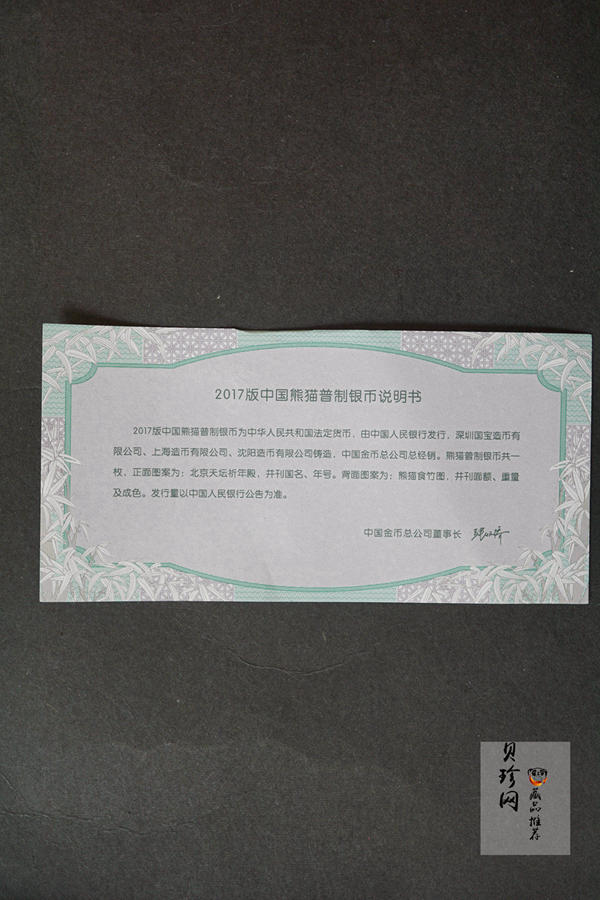 2017版中国熊猫普制银币说明书
2017版中国熊猫普制银币为中华人民共和国法定货币，由中国人民银行发行，深圳国宝造币有
限公司、上海造币有限公司、沈阳造币有限公司铸造，中国金币总公司总经销。熊猫普制银币共一
枚，正面图案为：北京天坛祈年殿，并刊国名、年号。背面图案为：熊猫食竹图，并刊面额、重量
及成色。发行量以中国人民银行公告为准。
中国金币总公司董事长
贝珍网
藏品推荐